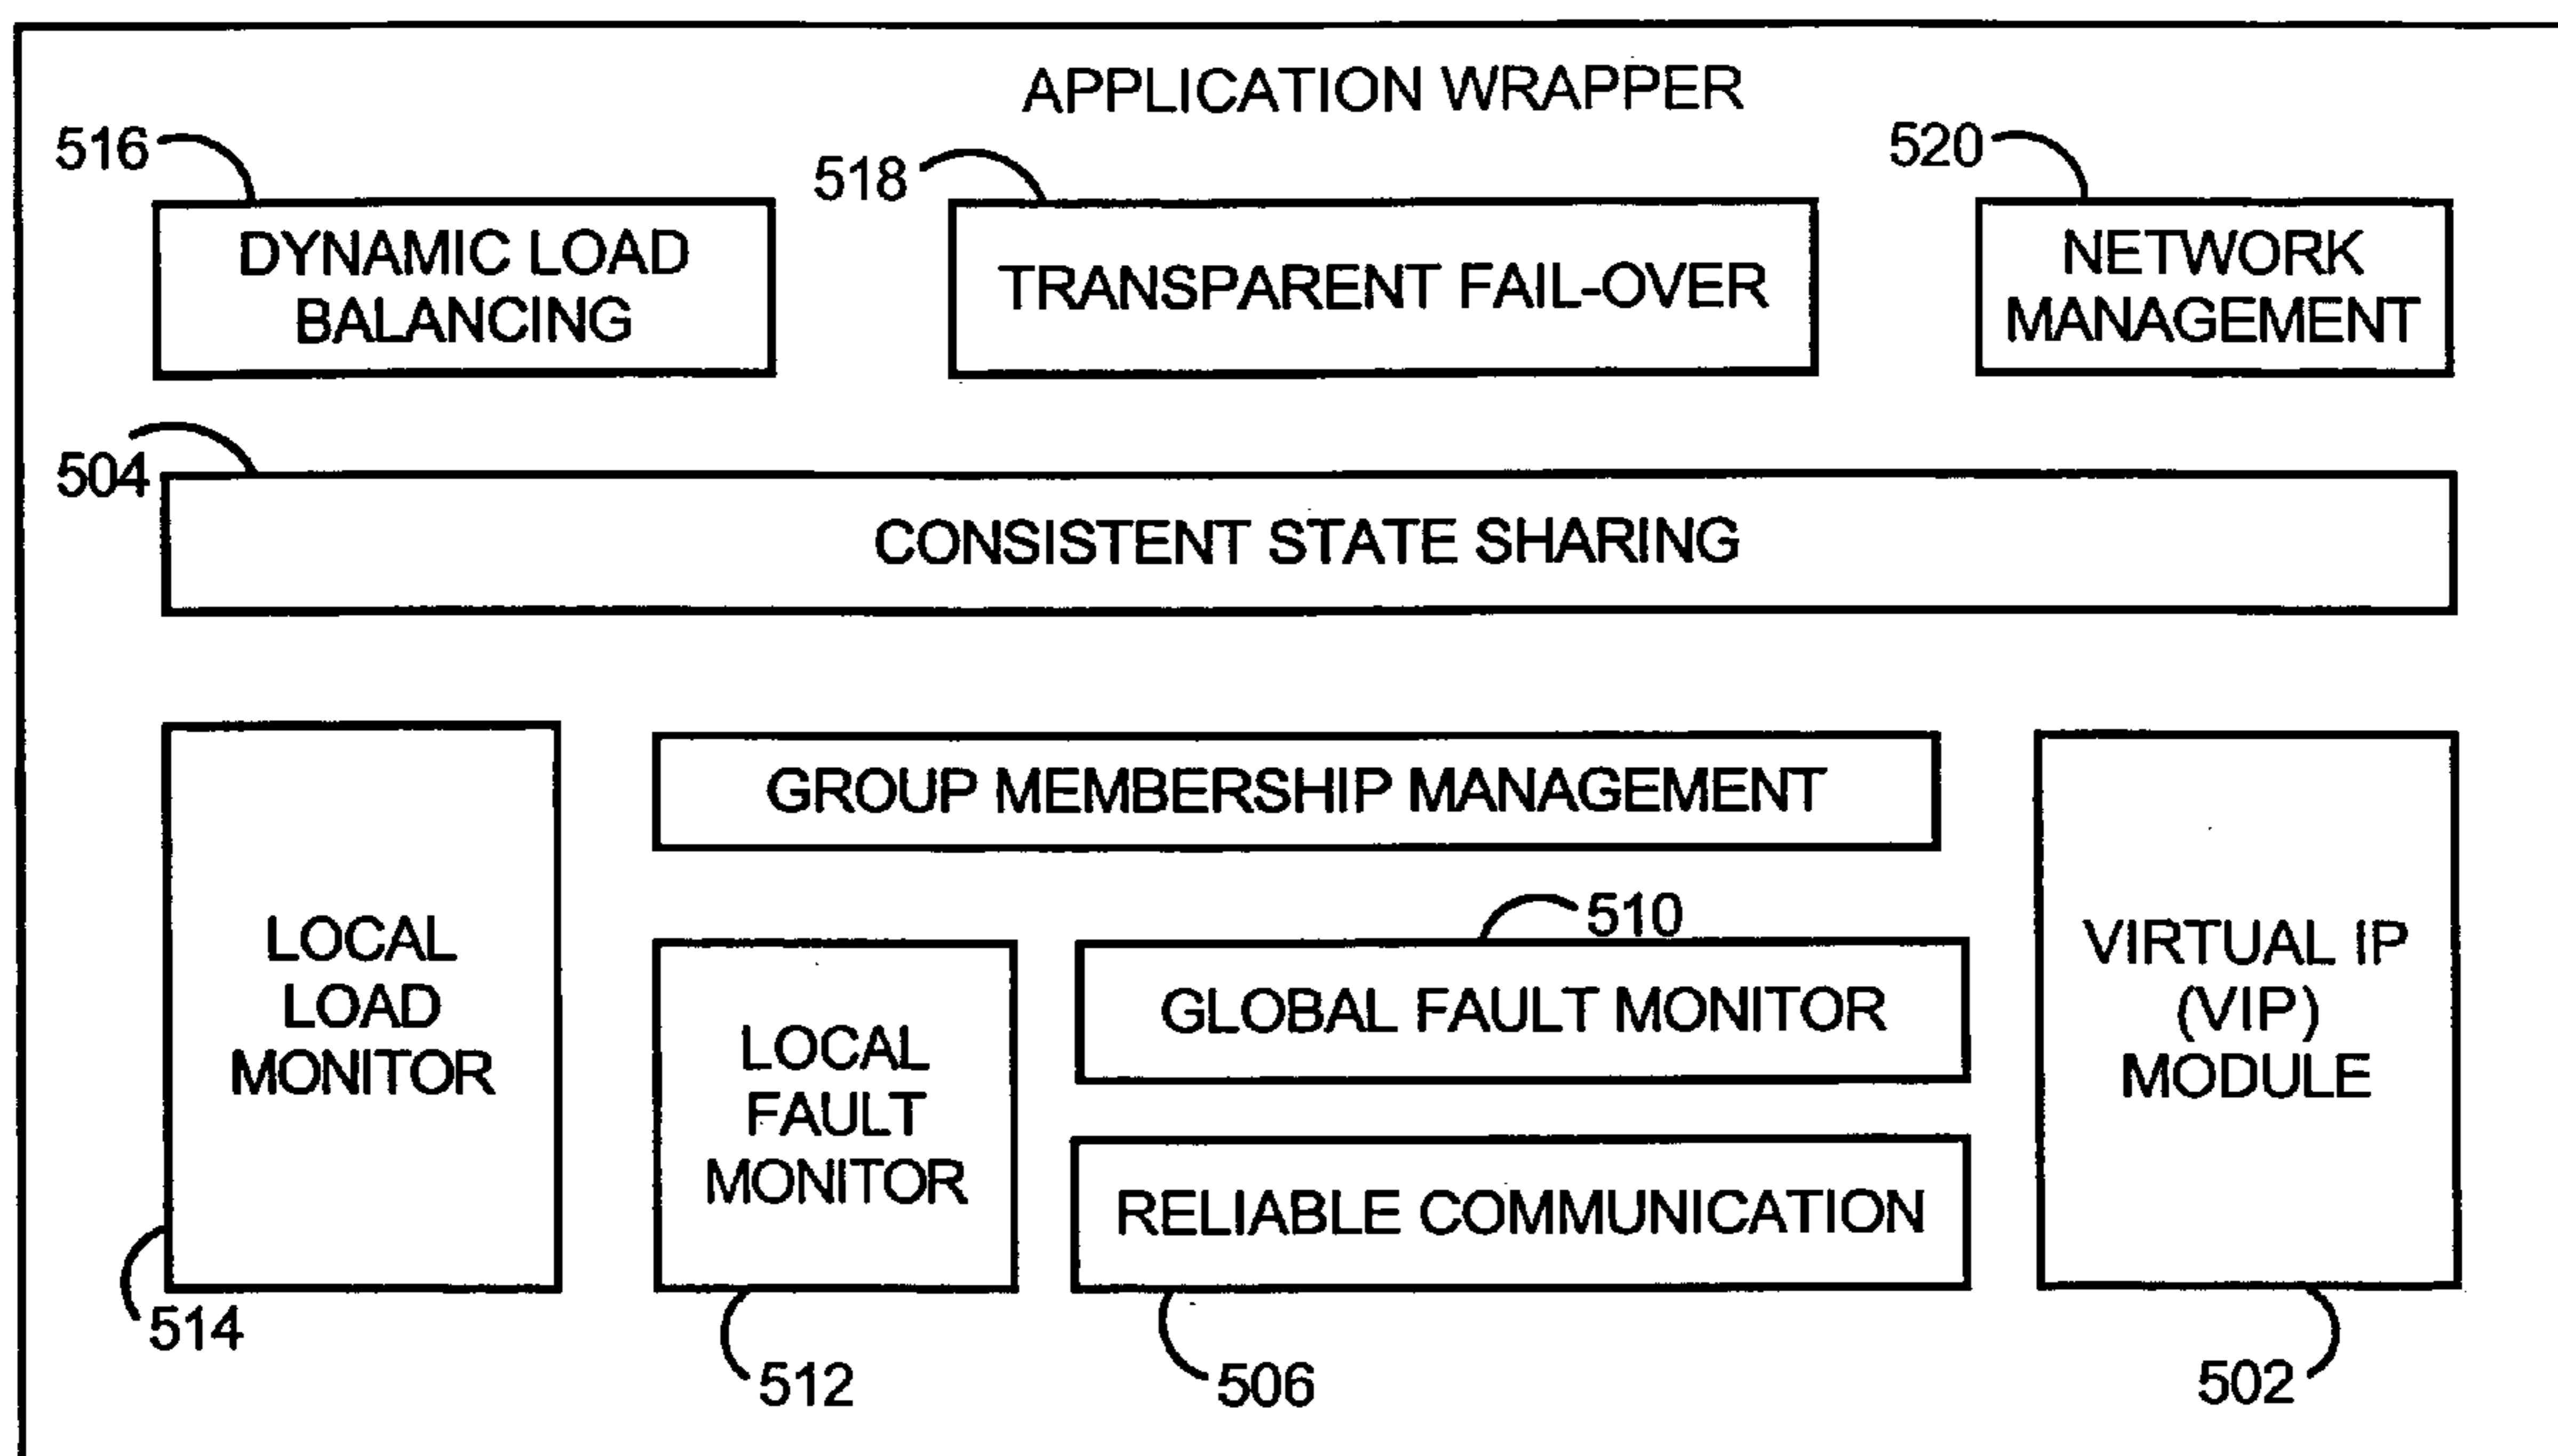 APPLICATION WRAPPER
516
518
520
DYNAMIC LOAD
BALANCING
TRANSPARENT FAIL-OVER
NETWORK
MANAGEMENT
504
CONSISTENT STATE SHARING
GROUP MEMBERSHIP MANAGEMENT
LOCAL
LOAD
MONITOR
510
LOCAL
FAULT
MONITOR
GLOBAL FAULT MONITOR
RELIABLE COMMUNICATION
VIRTUAL IP
(VIP)
MODULE
514
512
506
502